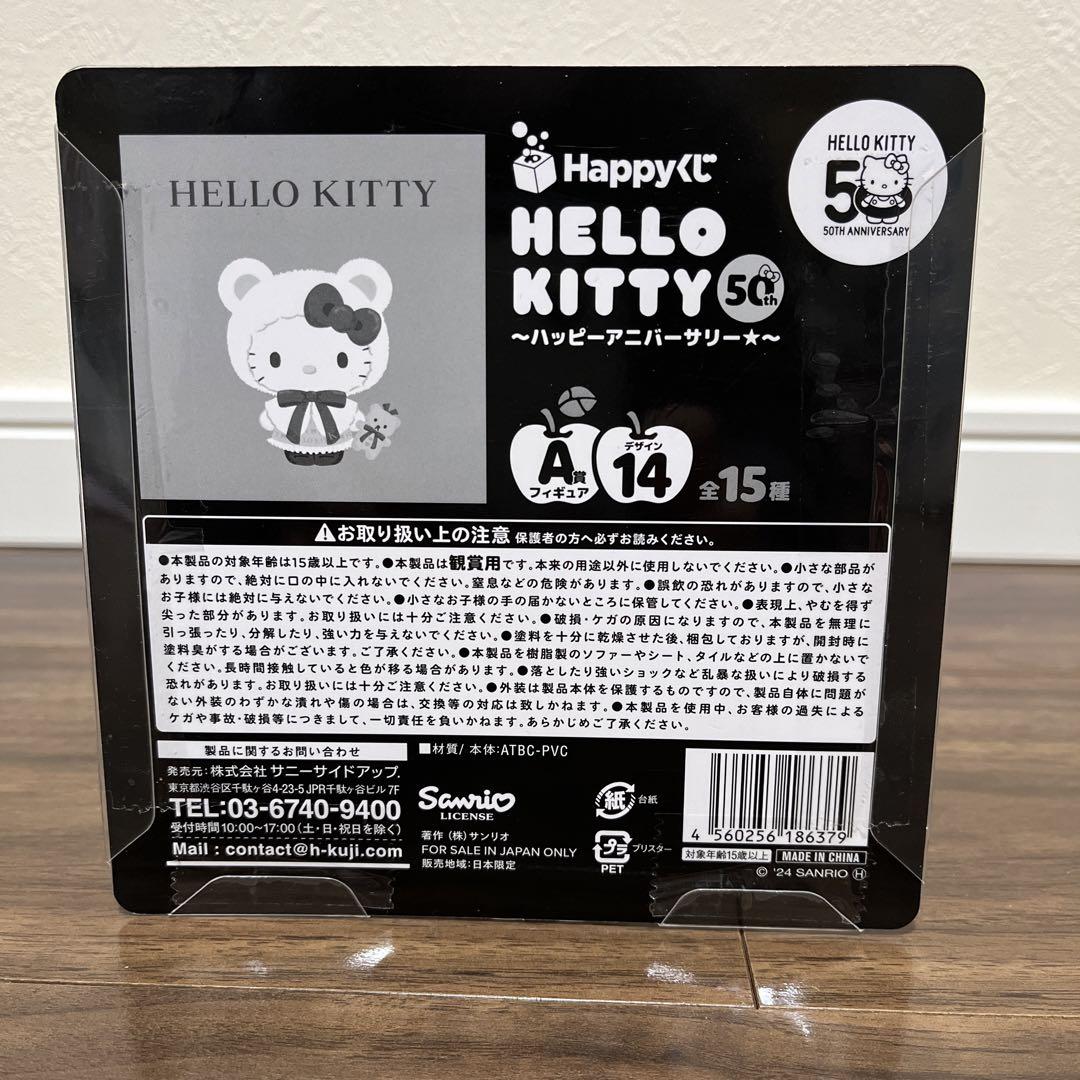 HELLO KITTY
Happyくじ
HELLO
KITTY 50th
〜ハッピーアニバーサリー★〜
HELLO KITTY
50
50TH ANNIVERSARY
A賞
フィギュア
デザイン
14
全15種
⚠お取り扱い上の注意 保護者の方へ必ずお読みください。
●本製品の対象年齢は15歳以上です。●本製品は観賞用です。本来の用途以外に使用しないでください。●小さな部品が
ありますので、絶対に口の中に入れないでください。窒息などの危険があります。●誤飲の恐れがありますので、小さな
お子様には絶対に与えないでください。●小さなお子様の手の届かないところに保管してください。●表現上、やむを得ず
尖った部分があります。お取り扱いには十分ご注意ください。●破損・ケガの原因になりますので、本製品を無理に
引っ張ったり、分解したり、強い力を与えないでください。●塗料を十分に乾燥させた後、梱包しておりますが、開封時に
塗料臭がする場合がございます。ご了承ください。●本製品を樹脂製のソファーやシート、タイルなどの上に置かないで
ください。長時間接触していると色が移る場合があります。●落としたり強いショックなど乱暴な扱いにより破損する
恐れがあります。お取り扱いには十分ご注意ください。●外装は製品本体を保護するものですので、製品自体に問題が
ない外装のわずかな潰れや傷の場合は、交換等の対応は致しかねます。●本製品を使用中、お客様の過失による
ケガや事故・破損等につきまして、一切責任を負いかねます。あらかじめご了承ください。
製品に関するお問い合わせ
発売元:株式会社 サニーサイドアップ.
東京都渋谷区千駄ヶ谷4-23-5 JPR千駄ヶ谷ビル 7F
TEL:03-6740-9400
受付時間 10:00〜17:00(土・日・祝日を除く)
Mail : contact@h-kuji.com
■材質/ 本体:ATBC-PVC
Sanrio
LICENSE
著作 (株) サンリオ
FOR SALE IN JAPAN ONLY
販売地域:日本限定
紙 台紙
プラ ブリスター
PET
4 560256 186379
対象年齢15歳以上 MADE IN CHINA
© '24 SANRIO Ⓗ